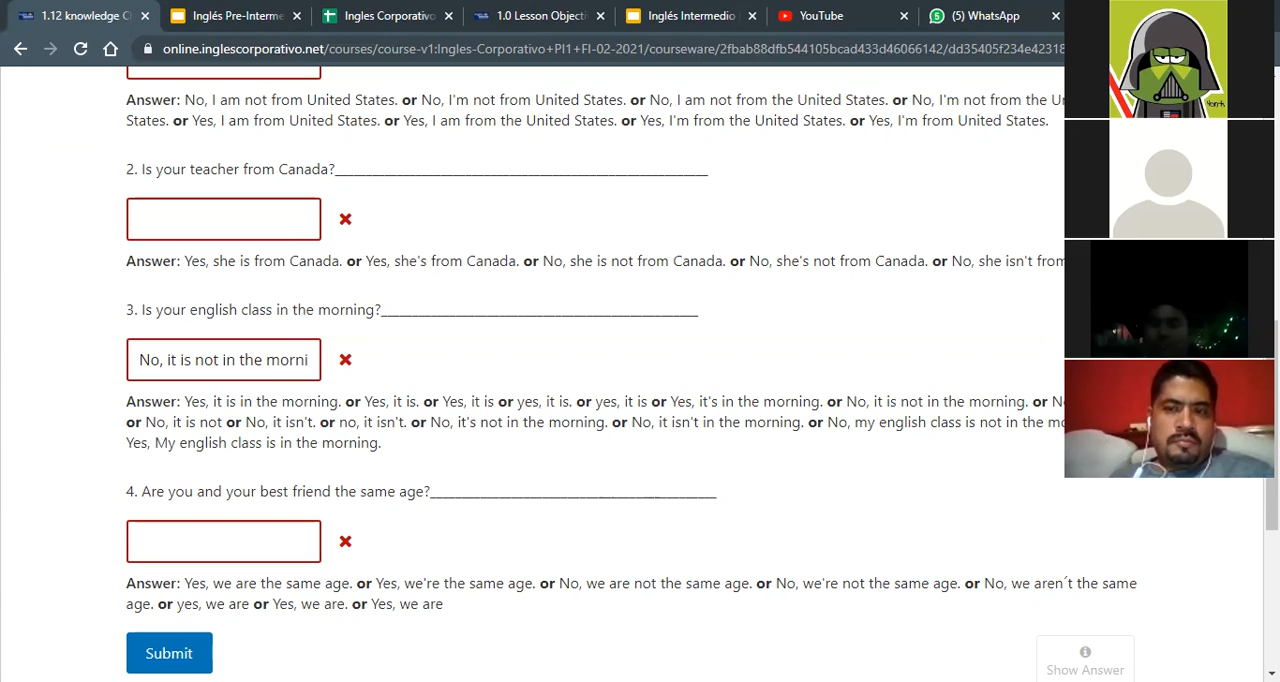 1.12 knowledge C
Inglés Pre-Interme
Ingles Corporativo
1.0 Lesson Objecti
Inglés Intermedio
YouTube
(5) WhatsApp
online.inglescorporativo.net/courses/course-v1:Ingles-Corporativo+PI1+FI-02-2021/courseware/2fbab88dfb544105bcad433d46066142/dd35405f234e42318
Answer: No, I am not from United States. or No, I'm not from United States. or No, I am not from the United States. or No, I'm not from the Un
States. or Yes, I am from United States. or Yes, I am from the United States. or Yes, I'm from the United States. or Yes, I'm from United States.
2. Is your teacher from Canada?
Answer: Yes, she is from Canada. or Yes, she's from Canada. or No, she is not from Canada. or No, she's not from Canada. or No, she isn't from
3. Is your english class in the morning?
No, it is not in the morni
Answer: Yes, it is in the morning. or Yes, it is. or Yes, it is or yes, it is. or yes, it is or Yes, it's in the morning. or No, it is not in the morning. or N
or No, it is not or No, it isn't. or no, it isn't. or No, it's not in the morning. or No, it isn't in the morning. or No, my english class is not in the mo
Yes, My english class is in the morning.
4. Are you and your best friend the same age?
Answer: Yes, we are the same age. or Yes, we're the same age. or No, we are not the same age. or No, we're not the same age. or No, we aren´t the same
age. or yes, we are or Yes, we are. or Yes, we are
Submit
Show Answer